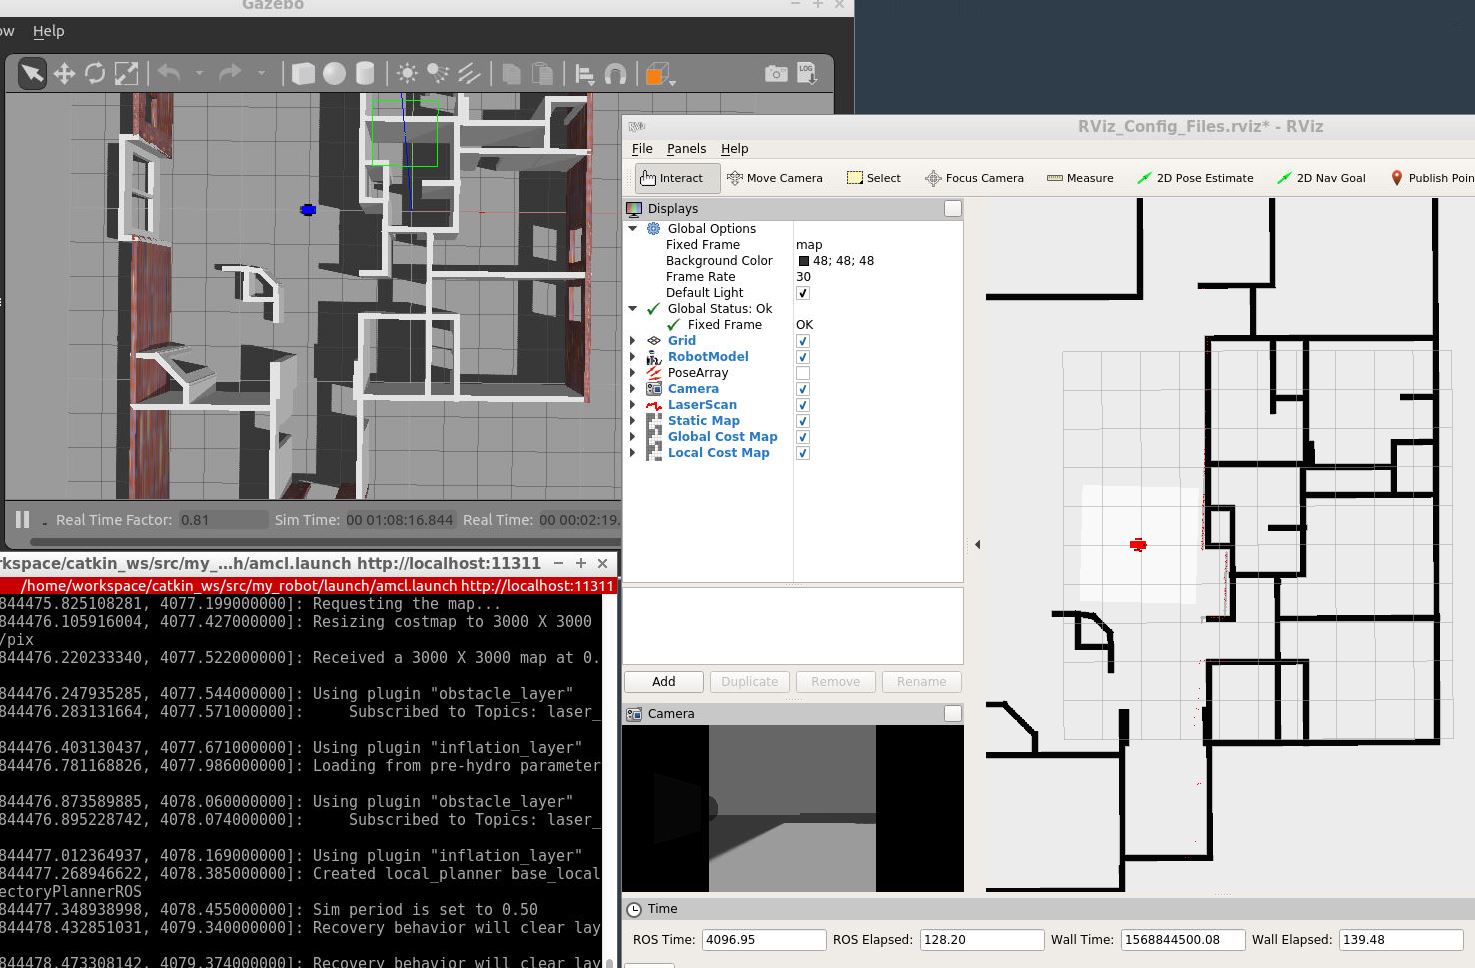 Gazebo
ow Help
LOG
Real Time Factor: 0.81 Sim Time: 00 01:08:16.844 Real Time: 00 00:02:19.
kspace/catkin_ws/src/my_...h/amcl.launch http://localhost:11311
/home/workspace/catkin_ws/src/my_robot/launch/amcl.launch http://localhost:11311
844475.825108281, 4077.199000000]: Requesting the map...
844476.105916004, 4077.427000000]: Resizing costmap to 3000 X 3000
/pix
844476.220233340, 4077.522000000]: Received a 3000 X 3000 map at 0.
844476.247935285, 4077.544000000]: Using plugin "obstacle_layer"
844476.283131664, 4077.571000000]:     Subscribed to Topics: laser_
844476.403130437, 4077.671000000]: Using plugin "inflation_layer"
844476.781168826, 4077.986000000]: Loading from pre-hydro parameter
844476.873589885, 4078.060000000]: Using plugin "obstacle_layer"
844476.895228742, 4078.074000000]:     Subscribed to Topics: laser_
844477.012364937, 4078.169000000]: Using plugin "inflation_layer"
844477.268946622, 4078.385000000]: Created local_planner base_local
ectoryPlannerROS
844477.348938998, 4078.455000000]: Sim period is set to 0.50
844478.432851031, 4079.340000000]: Recovery behavior will clear lay
844478.473308142, 4079.374000000]: Recovery behavior will clear lay
RViz_Config_Files.rviz* - RViz
File Panels Help
Interact Move Camera Select Focus Camera Measure 2D Pose Estimate 2D Nav Goal Publish Poin
Displays
Global Options
Fixed Frame map
Background Color 48; 48; 48
Frame Rate 30
Default Light
Global Status: Ok
Fixed Frame OK
Grid
RobotModel
PoseArray
Camera
LaserScan
Static Map
Global Cost Map
Local Cost Map
Add Duplicate Remove Rename
Camera
Time
ROS Time: 4096.95 ROS Elapsed: 128.20 Wall Time: 1568844500.08 Wall Elapsed: 139.48